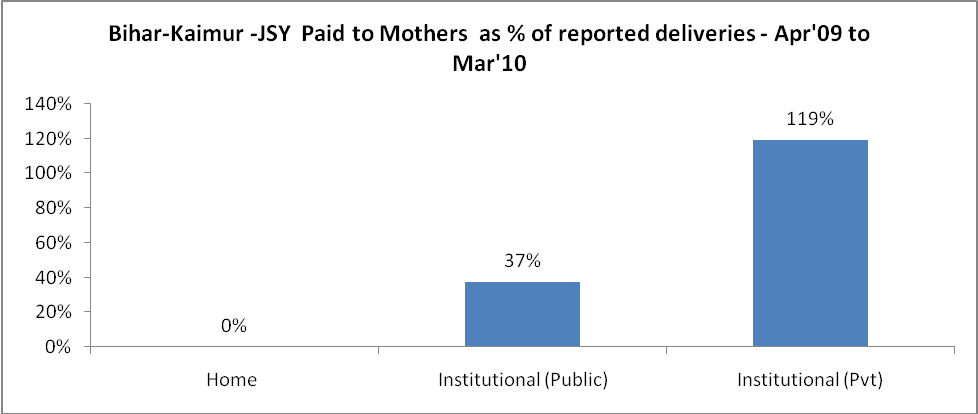 Bihar-Kaimur -JSY Paid to Mothers as % of reported deliveries - Apr'09 to
Mar'10
140%
120%
100%
80%
60%
40%
20%
0%
0%
37%
119%
Home
Institutional (Public)
Institutional (Pvt)